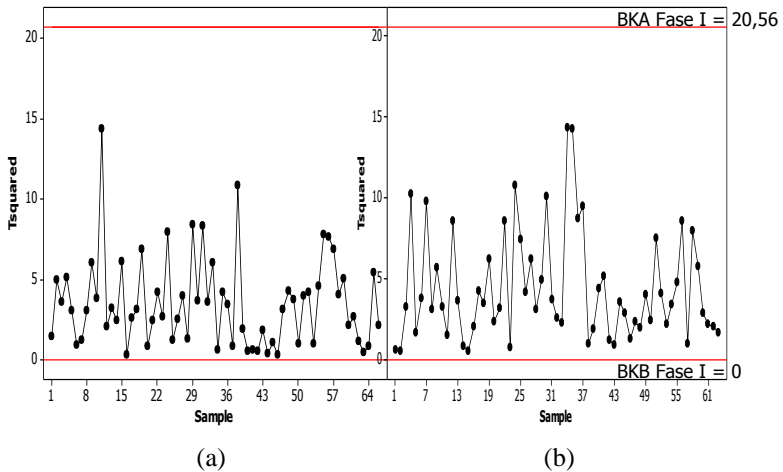 BKA Fase I = 20,56
20
15
10
5
0
Tsquared
1 8 15 22 29 36 43 50 57 64
Sample
(a)
20
15
10
5
0
Tsquared
BKB Fase I = 0
1 7 13 19 25 31 37 43 49 55 61
Sample
(b)